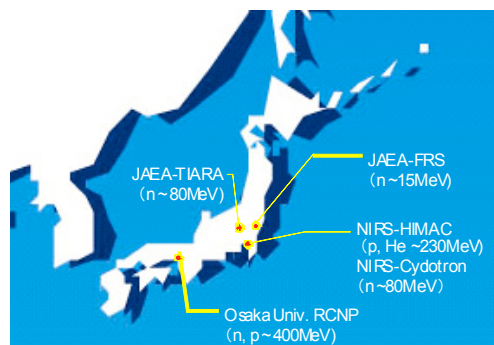 JAEA-TIARA
(n~80MeV)
JAEA-FRS
(n~15MeV)
NIRS-HIMAC
(p, He ~230MeV)
NIRS-Cydotron
(n~80MeV)
Osaka Univ. RCNP
(n, p~400MeV)